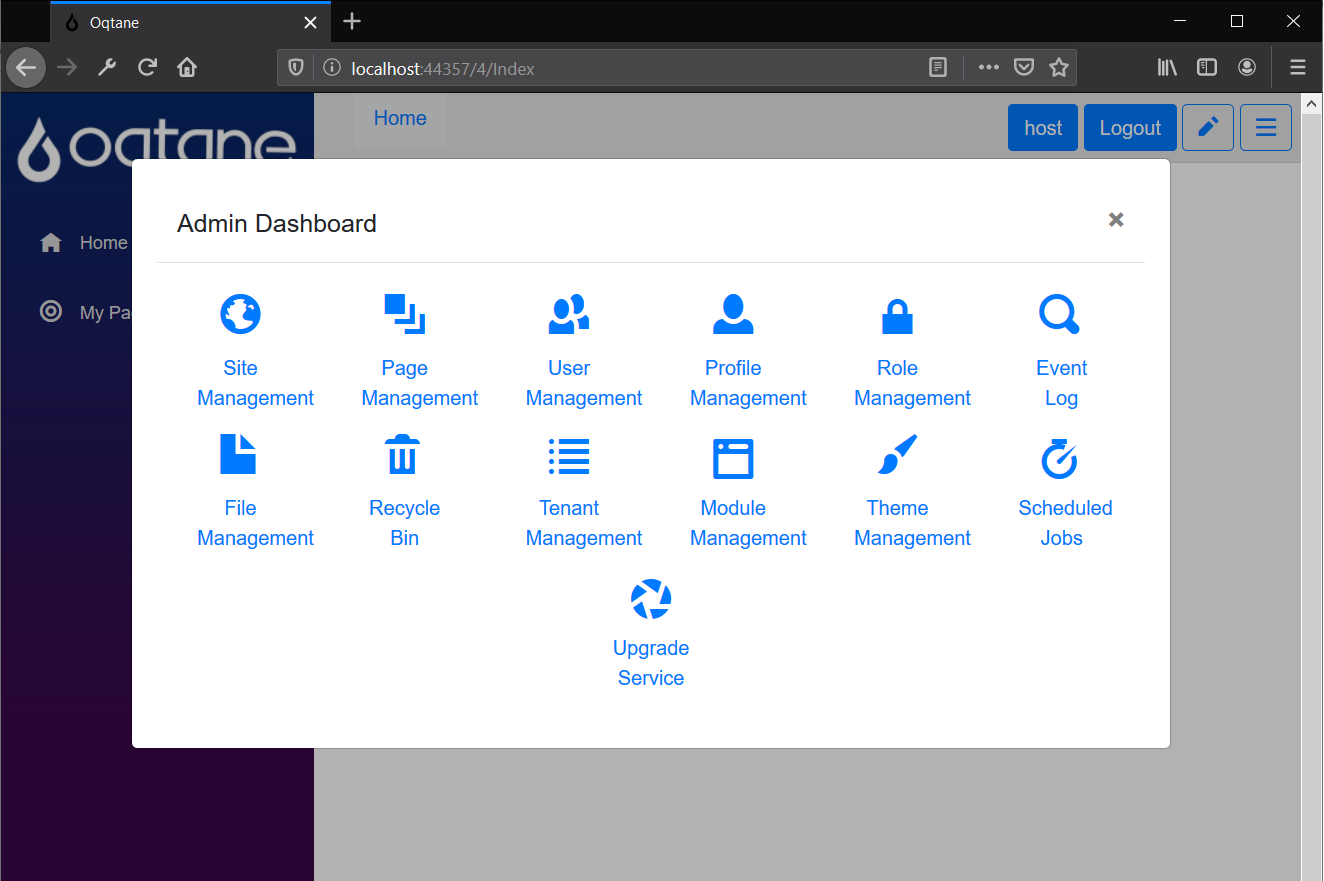 Oqtane
localhost:44357/4/Index
oqtane
Home
host
Logout
Admin Dashboard
Home
My Pa
Site
Management
Page
Management
User
Management
Profile
Management
Role
Management
Event
Log
File
Management
Recycle
Bin
Tenant
Management
Module
Management
Theme
Management
Scheduled
Jobs
Upgrade
Service